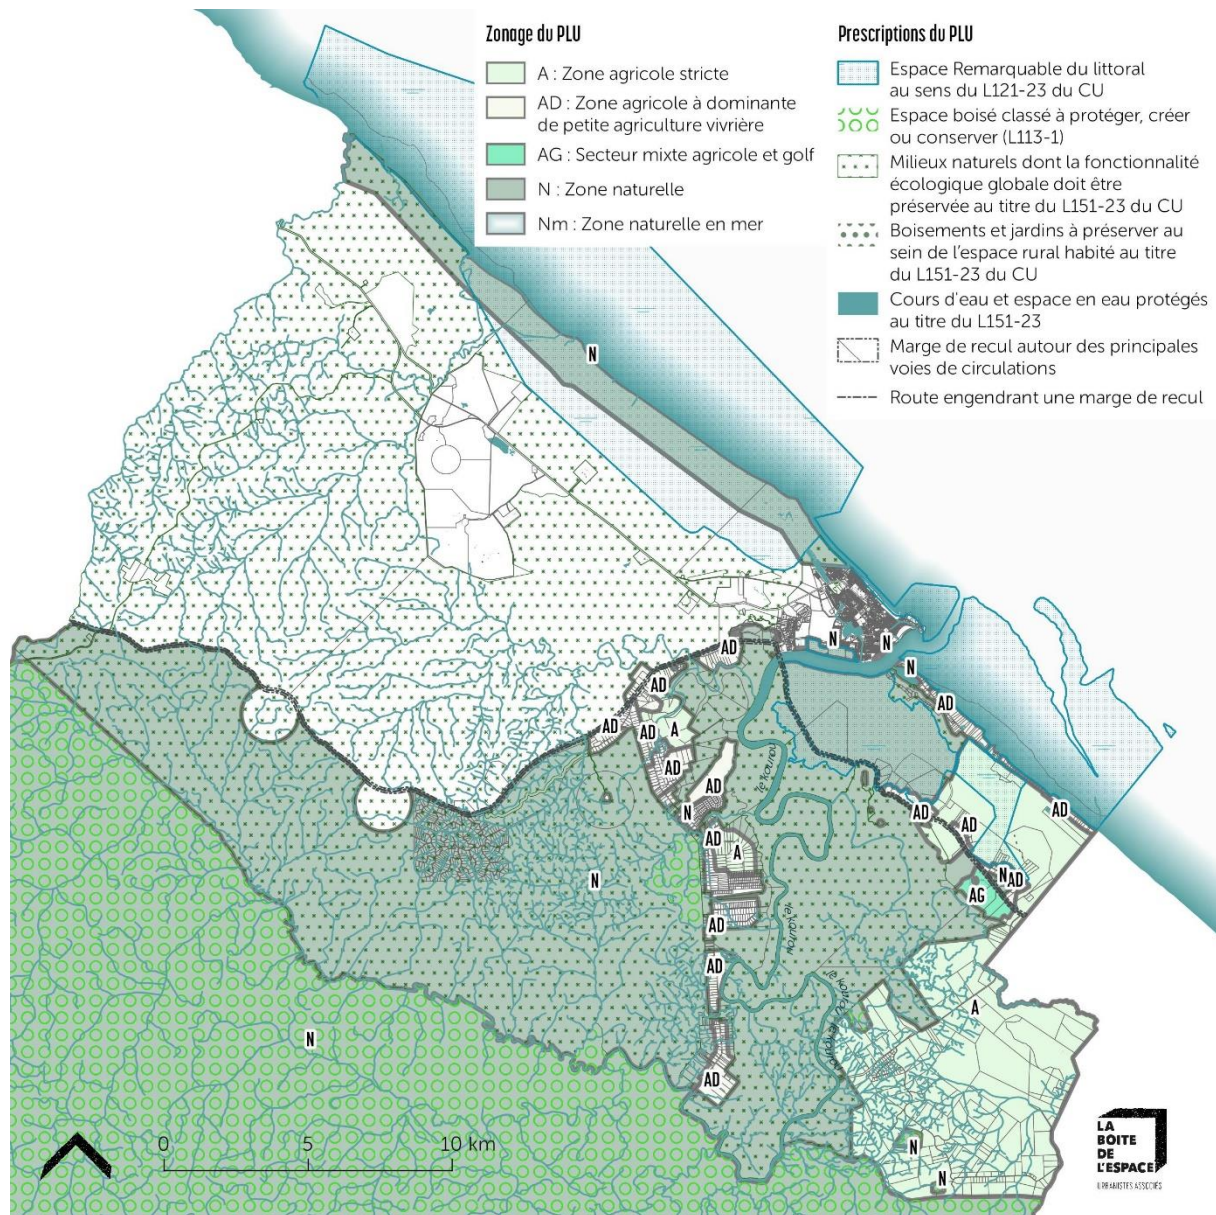 Zonage du PLU
A : Zone agricole stricte
AD : Zone agricole à dominante
de petite agriculture vivrière
AG : Secteur mixte agricole et golf
N : Zone naturelle
Nm : Zone naturelle en mer
Prescriptions du PLU
Espace Remarquable du littoral
au sens du L121-23 du CU
Espace boisé classé à protéger, créer
ou conserver (L113-1)
Milieux naturels dont la fonctionnalité
écologique globale doit être
préservée au titre du L151-23 du CU
Boisements et jardins à préserver au
sein de l'espace rural habité au titre
du L151-23 du CU
Cours d'eau et espace en eau protégés
au titre du L151-23
Marge de recul autour des principales
voies de circulations
Route engendrant une marge de recul
N
N
N
AD
N
AD
AD
AD
AD
A
AD
AD
N
AD
AD
AD
AD
A
N
N
AD
AG
AD
AD
A
N
AD
N
N
0
5
10 km
LA
BOITE
DE
L'ESPACE
URBANISTES ASSOCIÉS